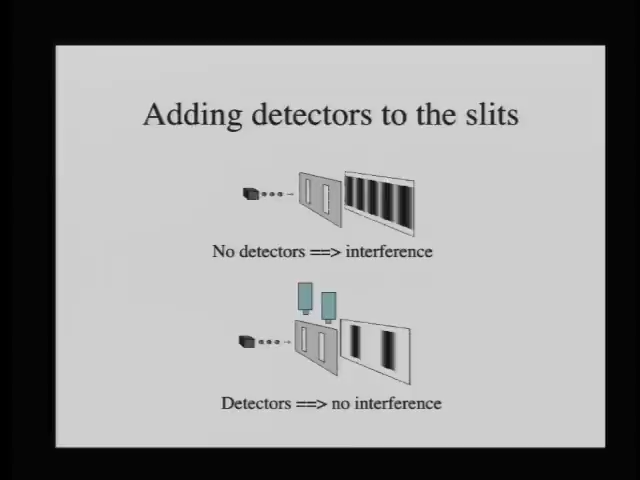 Adding detectors to the slits
No detectors ==> interference
Detectors ==> no interference